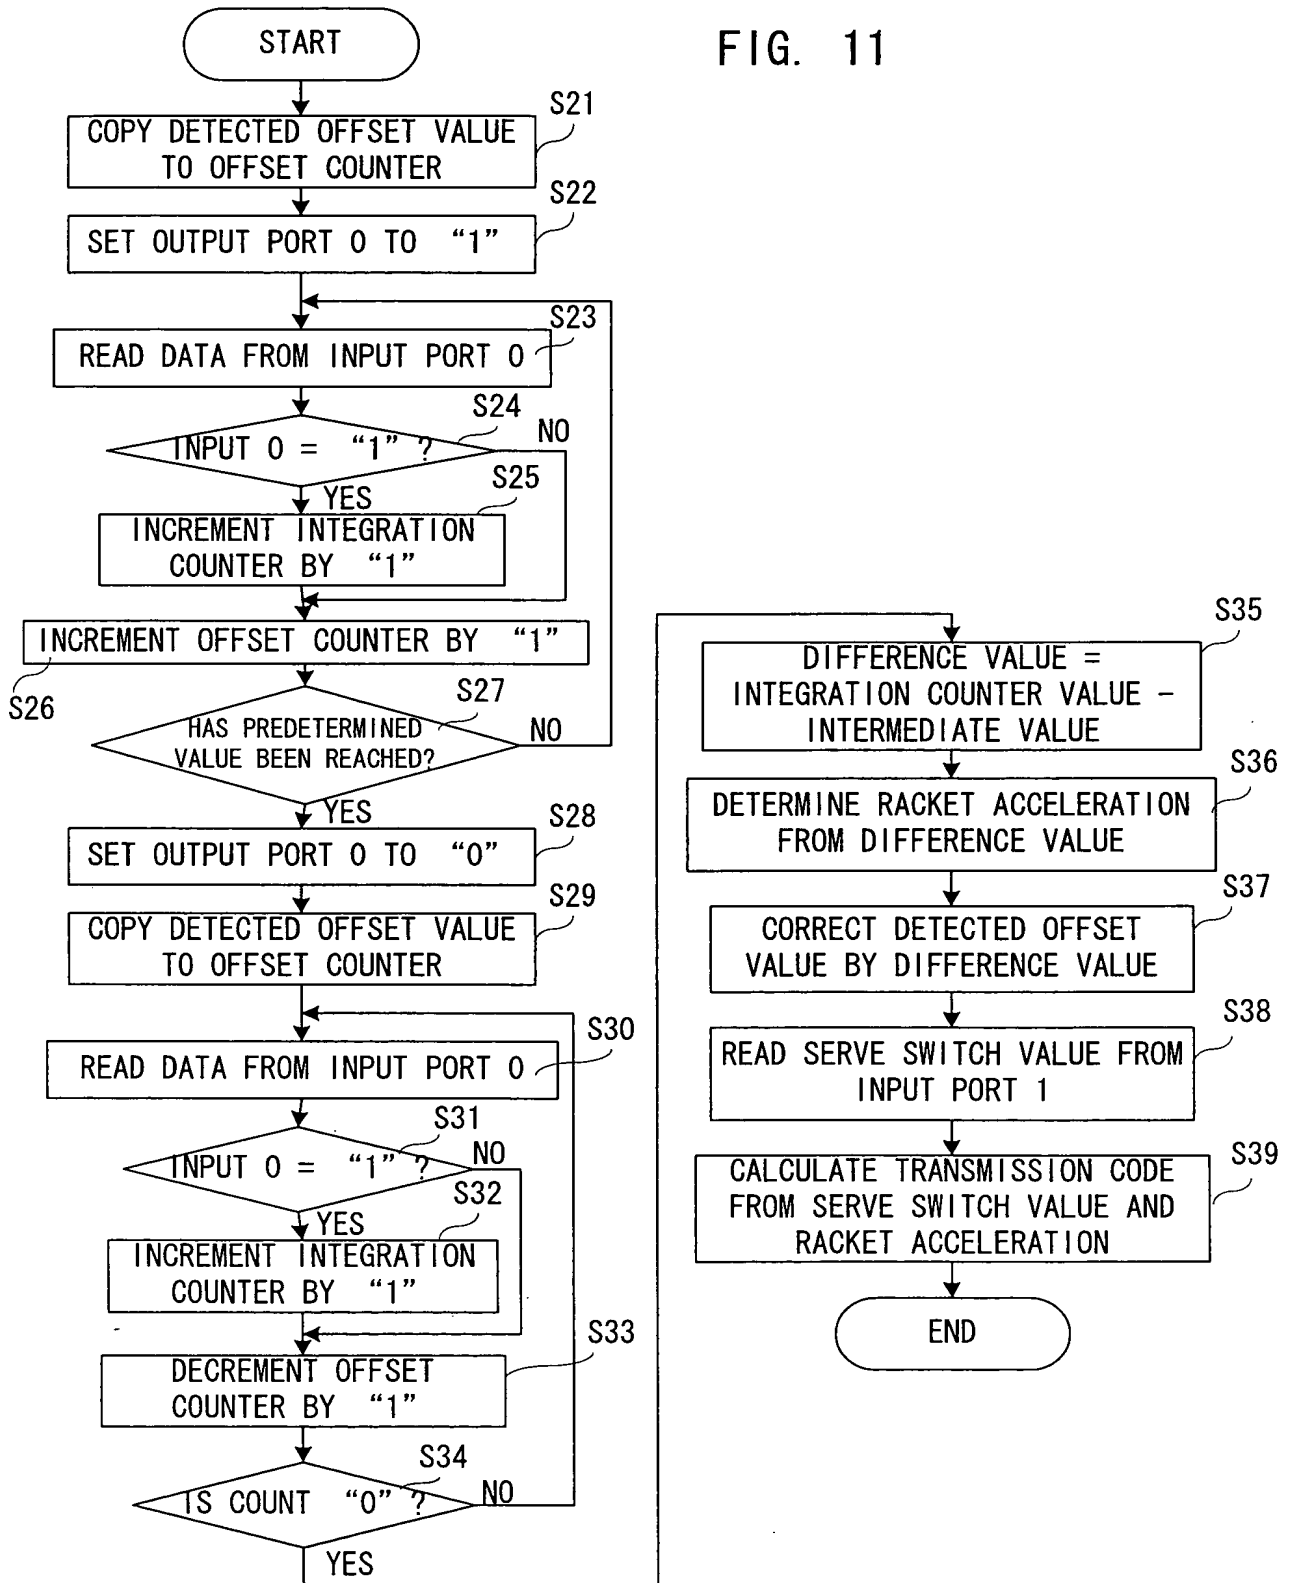 FIG. 11
START
S21
COPY DETECTED OFFSET VALUE
TO OFFSET COUNTER
S22
SET OUTPUT PORT 0 TO “1”
S23
READ DATA FROM INPUT PORT 0
S24
INPUT 0 = “1” ?
NO
YES
S25
INCREMENT INTEGRATION
COUNTER BY “1”
INCREMENT OFFSET COUNTER BY “1”
S26
S27
HAS PREDETERMINED
VALUE BEEN REACHED?
NO
YES
S28
SET OUTPUT PORT 0 TO “0”
S29
COPY DETECTED OFFSET VALUE
TO OFFSET COUNTER
S30
READ DATA FROM INPUT PORT 0
S31
INPUT 0 = “1” ?
NO
YES
S32
INCREMENT INTEGRATION
COUNTER BY “1”
S33
DECREMENT OFFSET
COUNTER BY “1”
S34
IS COUNT “0” ?
NO
YES
S35
DIFFERENCE VALUE =
INTEGRATION COUNTER VALUE –
INTERMEDIATE VALUE
S36
DETERMINE RACKET ACCELERATION
FROM DIFFERENCE VALUE
S37
CORRECT DETECTED OFFSET
VALUE BY DIFFERENCE VALUE
S38
READ SERVE SWITCH VALUE FROM
INPUT PORT 1
S39
CALCULATE TRANSMISSION CODE
FROM SERVE SWITCH VALUE AND
RACKET ACCELERATION
END